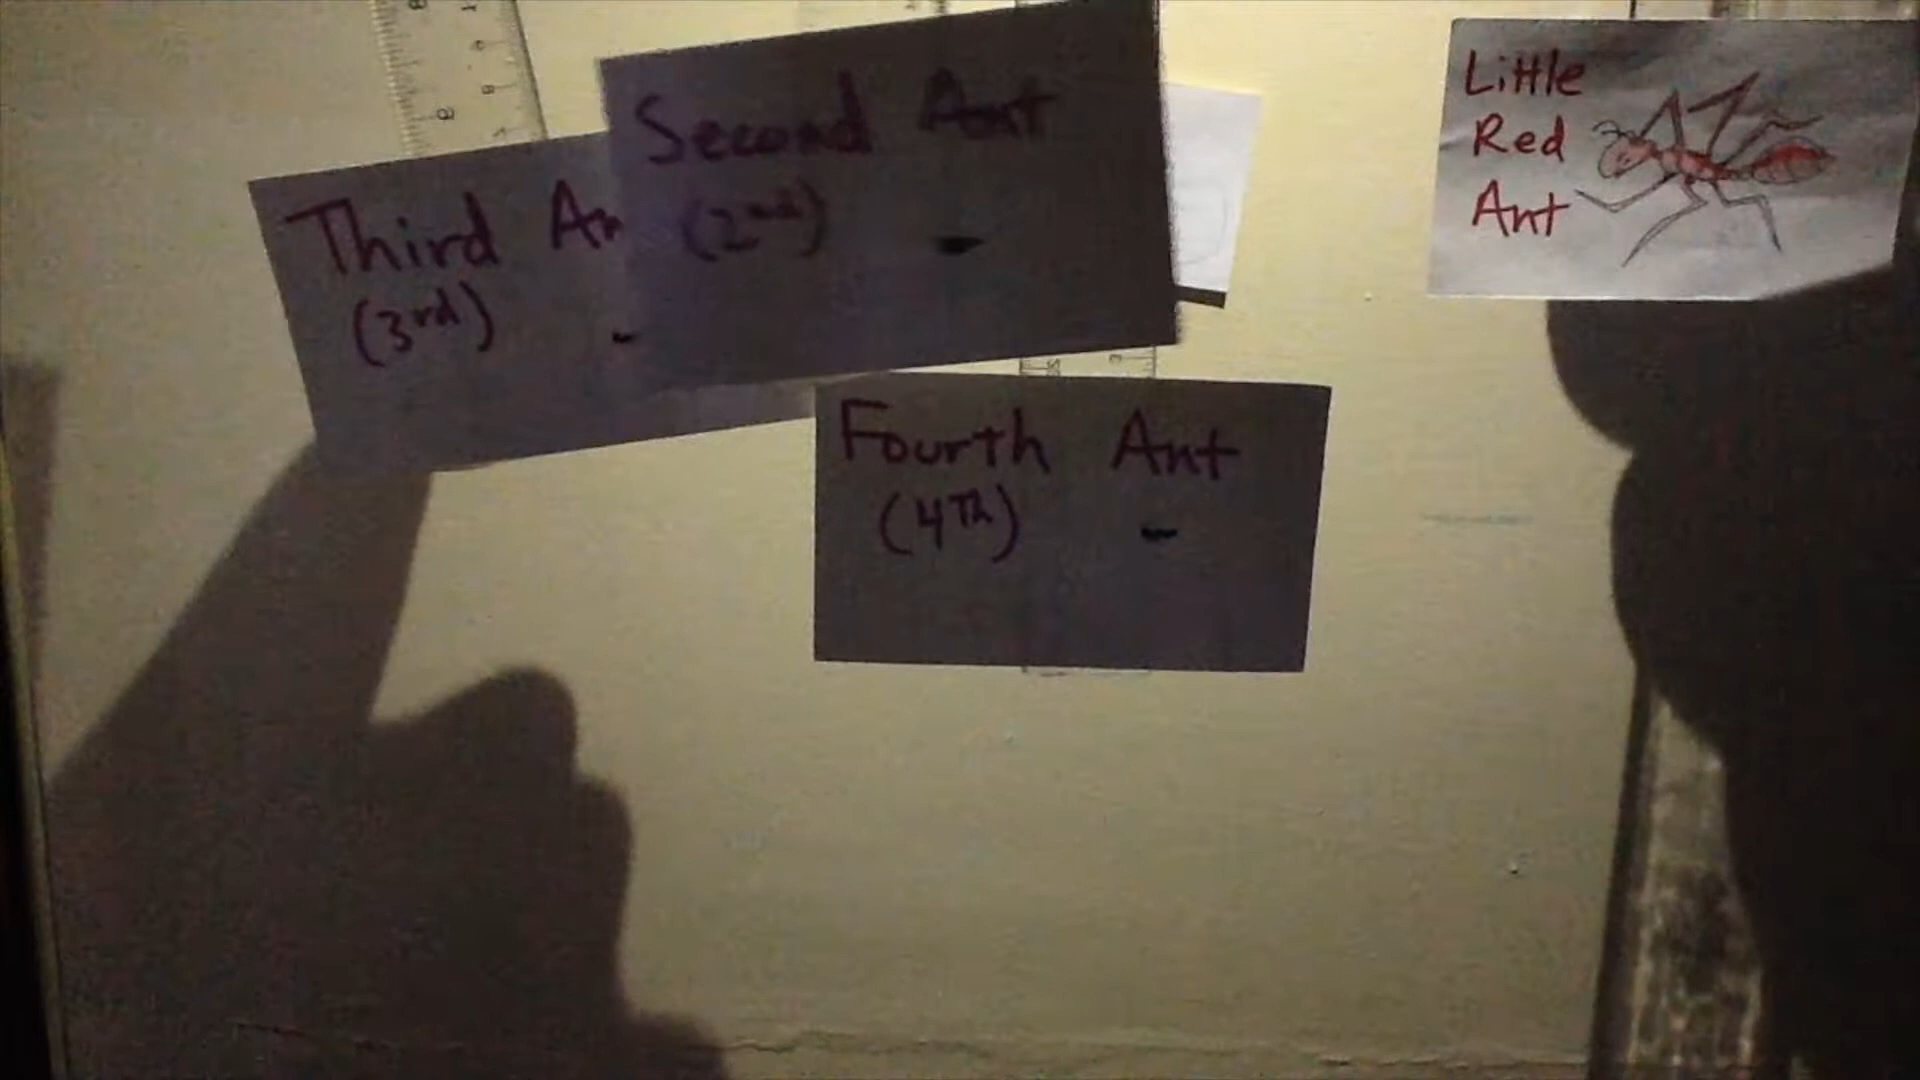 Second Ant
(2nd)
Third An
(3rd)
Fourth Ant
(4Th)
Little
Red
Ant